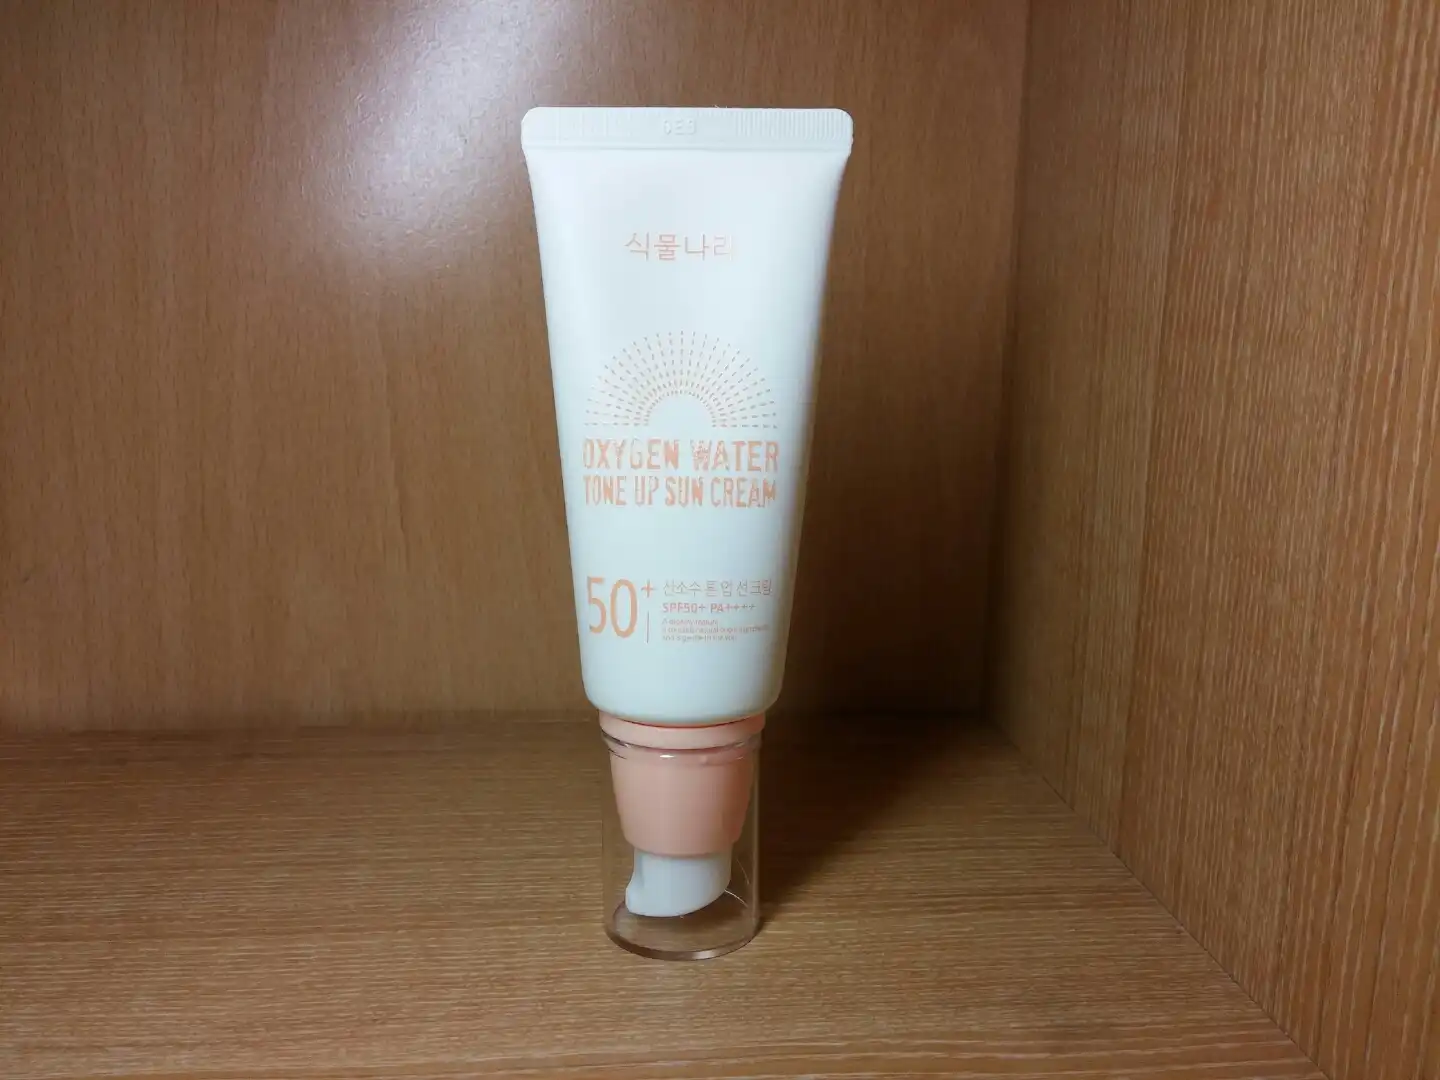 식물나라
OXYGEN WATER
TONE UP SUN CREAM
50+
산소수 톤 업 선크림
SPF50+ PA++++